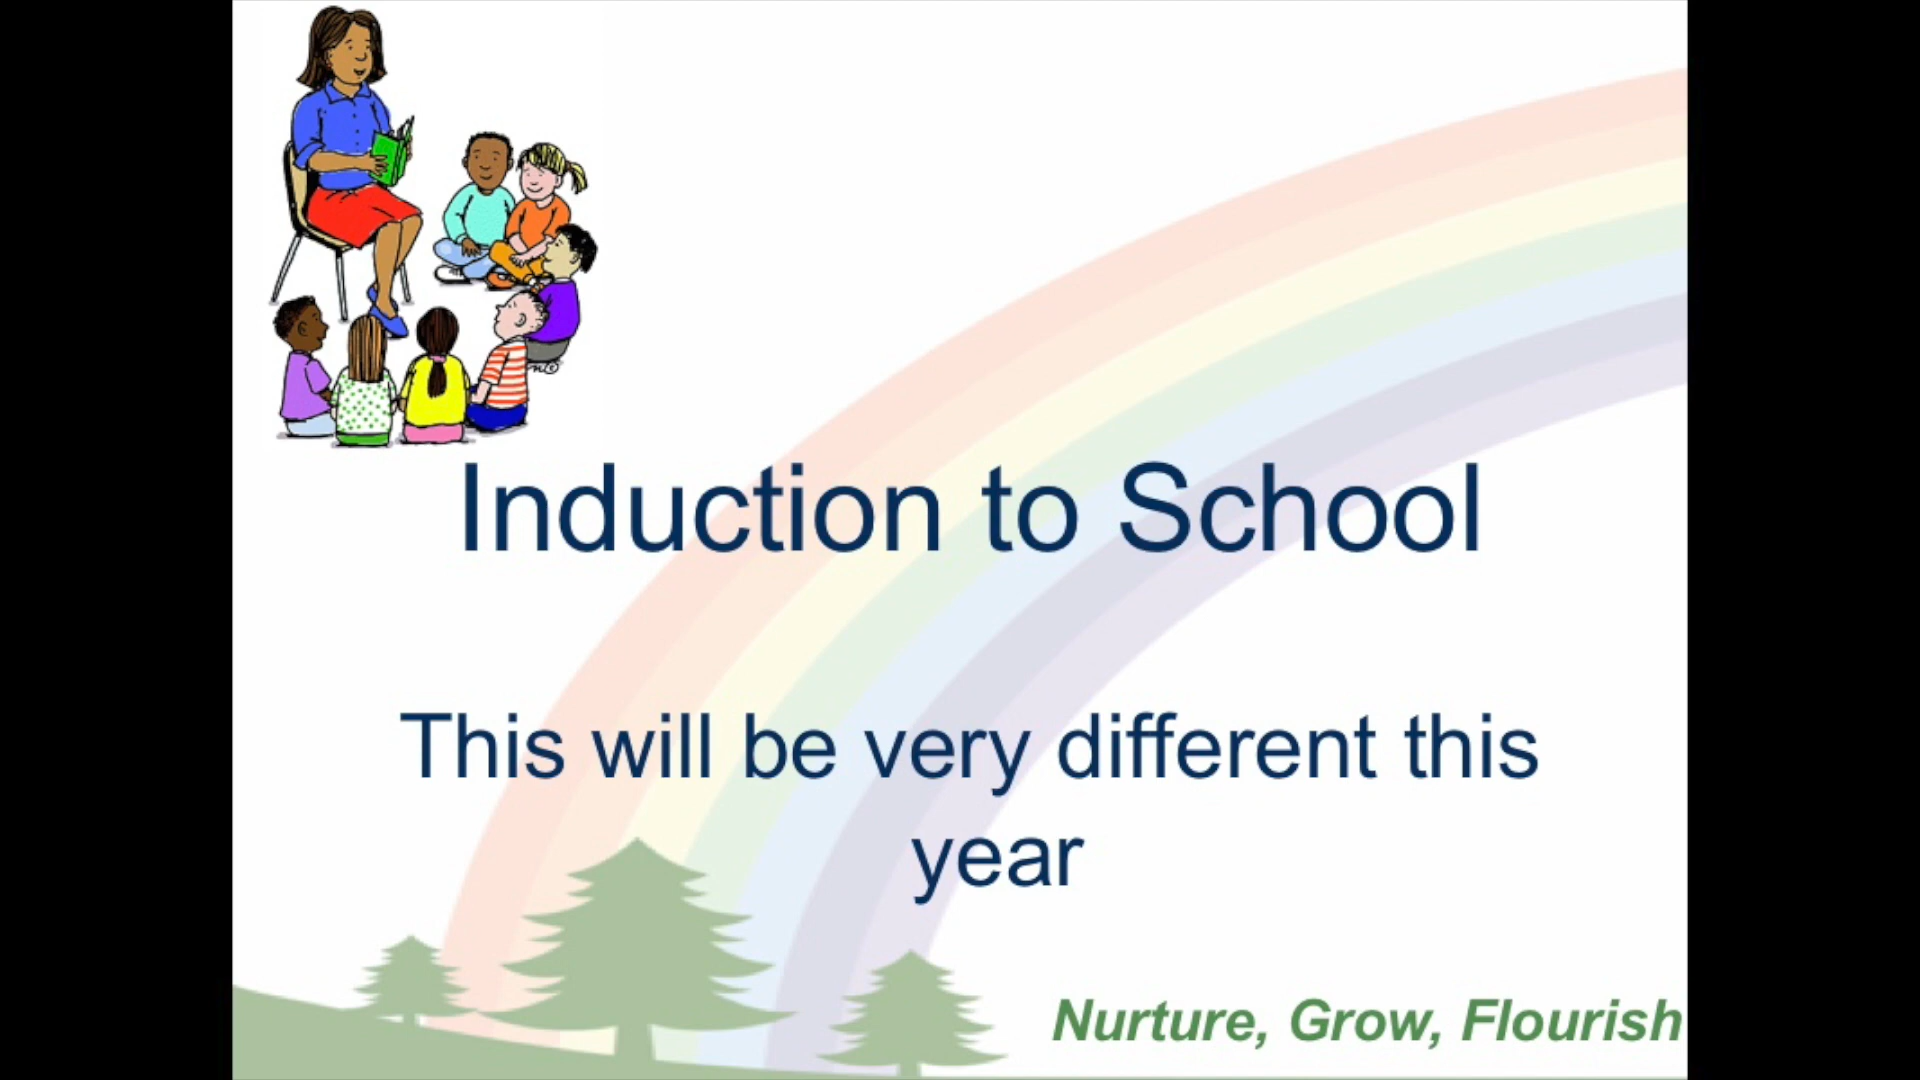 Induction to School
This will be very different this
year
Nurture, Grow, Flourish